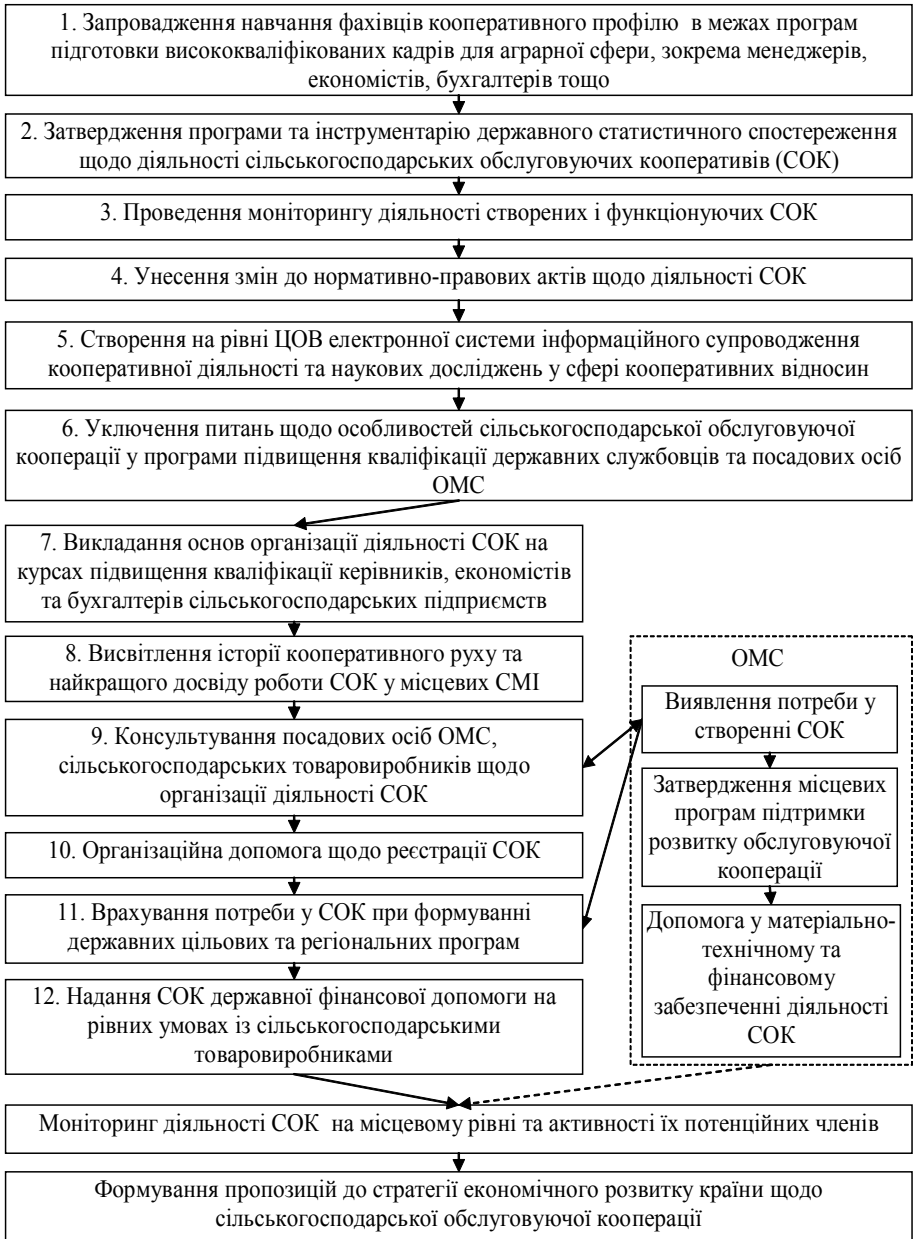 1. Запровадження навчання фахівців кооперативного профілю в межах програм
підготовки висококваліфікованих кадрів для аграрної сфери, зокрема менеджерів,
економістів, бухгалтерів тощо
2. Затвердження програми та інструментарію державного статистичного спостереження
щодо діяльності сільськогосподарських обслуговуючих кооперативів (СОК)
3. Проведення моніторингу діяльності створених і функціонуючих СОК
4. Унесення змін до нормативно-правових актів щодо діяльності СОК
5. Створення на рівні ЦОВ електронної системи інформаційного супроводження
кооперативної діяльності та наукових досліджень у сфері кооперативних відносин
6. Уключення питань щодо особливостей сільськогосподарської обслуговуючої
кооперації у програми підвищення кваліфікації державних службовців та посадових осіб
ОМС
7. Викладання основ організації діяльності СОК на
курсах підвищення кваліфікації керівників, економістів
та бухгалтерів сільськогосподарських підприємств
8. Висвітлення історії кооперативного руху та
найкращого досвіду роботи СОК у місцевих СМІ
9. Консультування посадових осіб ОМС,
сільськогосподарських товаровиробників щодо
організації діяльності СОК
10. Організаційна допомога щодо реєстрації СОК
11. Врахування потреби у СОК при формуванні
державних цільових та регіональних програм
12. Надання СОК державної фінансової допомоги на
рівних умовах із сільськогосподарськими
товаровиробниками
ОМС
Виявлення потреби у
створенні СОК
Затвердження місцевих
програм підтримки
розвитку обслуговуючої
кооперації
Допомога у матеріально-
технічному та
фінансовому
забезпеченні діяльності
СОК
Моніторинг діяльності СОК на місцевому рівні та активності їх потенційних членів
Формування пропозицій до стратегії економічного розвитку країни щодо
сільськогосподарської обслуговуючої кооперації